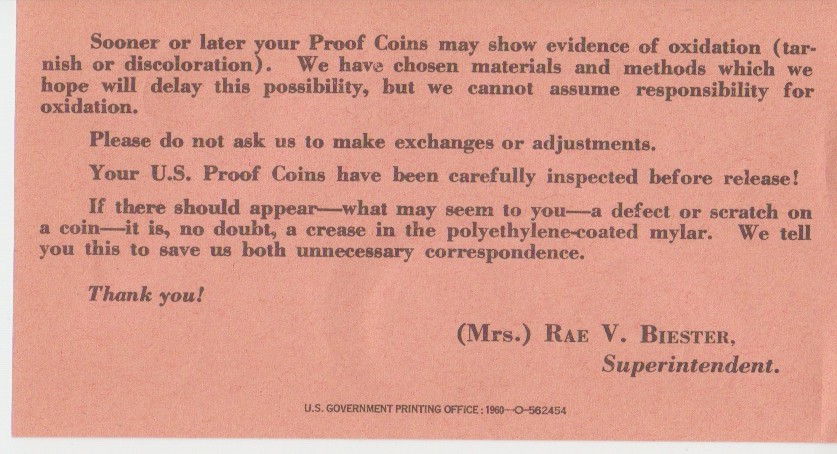 Sooner or later your Proof Coins may show evidence of oxidation (tar-
nish or discoloration). We have chosen materials and methods which we
hope will delay this possibility, but we cannot assume responsibility for
oxidation.
Please do not ask us to make exchanges or adjustments.
Your U.S. Proof Coins have been carefully inspected before release!
If there should appear—what may seem to you—a defect or scratch on
a coin—it is, no doubt, a crease in the polyethylene-coated mylar. We tell
you this to save us both unnecessary correspondence.
Thank you!
(Mrs.) RAE V. BIESTER,
Superintendent.
U.S. GOVERNMENT PRINTING OFFICE : 1960—O-562454